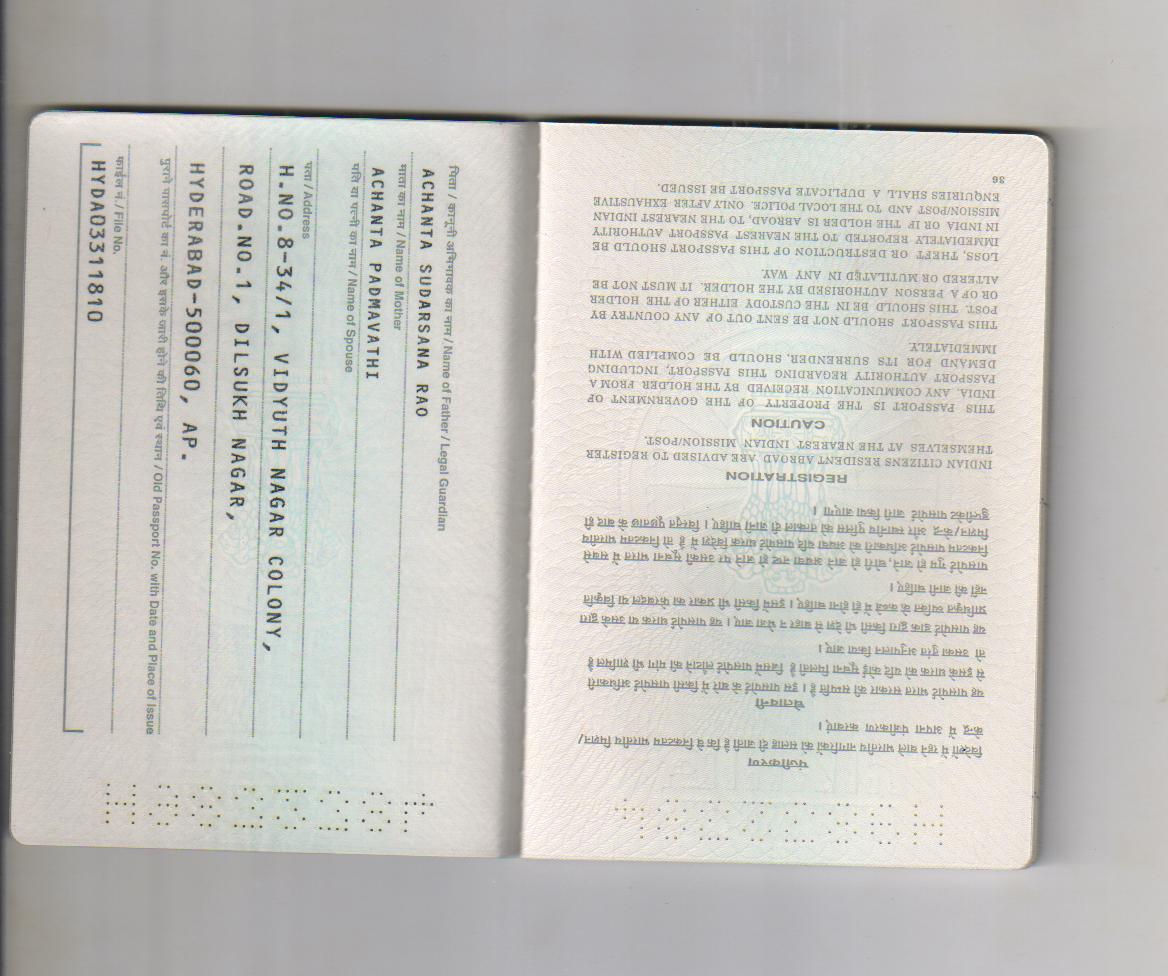 पिता / कानूनी अभिभावक का नाम / Name of Father / Legal Guardian
ACHANTA SUDARSANA RAO
माता का नाम / Name of Mother
ACHANTA PADMAVATHI
पति या पत्नी का नाम / Name of Spouse
पता / Address
H.NO.8-34/1, VIDYUTH NAGAR COLONY,
ROAD.NO.1, DILSUKH NAGAR,
HYDERABAD-500060, AP.
पुराने पासपोर्ट का नं. और इसके जारी होने की तिथि एवं स्थान / Old Passport No. with Date and Place of Issue
फाईल नं. / File No.
HYDA03311810
पंजीकरण
विदेशों में रहने वाले भारतीय नागरिकों को सलाह दी जाती है कि वे निकटतम भारतीय मिशन/
केन्द्र में अपना पंजीकरण करवाएं।
चेतावनी
यह पासपोर्ट भारत सरकार की सम्पत्ति है। इस पासपोर्ट के बारे में किसी पासपोर्ट अधिकारी
से इसके धारक को यदि कोई सूचना मिलती है जिसमें पासपोर्ट लौटाने की मांग भी शामिल है
तो उसका तुरंत अनुपालन किया जाए।
यह पासपोर्ट डाक द्वारा किसी भी देश से बाहर न भेजा जाए। यह पासपोर्ट धारक या उसके द्वारा
प्राधिकृत व्यक्ति के कब्जे में ही होना चाहिए। इसमें किसी भी प्रकार का फेरबदल या विकृति
नहीं की जानी चाहिए।
पासपोर्ट गुम हो जाने, चोरी हो जाने अथवा नष्ट हो जाने पर उसकी सूचना भारत में सबसे
निकटतम पासपोर्ट अधिकारी को अथवा यदि पासपोर्ट धारक विदेश में है तो निकटतम भारतीय
मिशन/केन्द्र और स्थानीय पुलिस को तत्काल दी जानी चाहिए। विस्तृत पूछताछ के बाद ही
डुप्लीकेट पासपोर्ट जारी किया जाएगा।
REGISTRATION
INDIAN CITIZENS RESIDENT ABROAD ARE ADVISED TO REGISTER
THEMSELVES AT THE NEAREST INDIAN MISSION/POST.
CAUTION
THIS PASSPORT IS THE PROPERTY OF THE GOVERNMENT OF
INDIA. ANY COMMUNICATION RECEIVED BY THE HOLDER FROM A
PASSPORT AUTHORITY REGARDING THIS PASSPORT, INCLUDING
DEMAND FOR ITS SURRENDER, SHOULD BE COMPLIED WITH
IMMEDIATELY.
THIS PASSPORT SHOULD NOT BE SENT OUT OF ANY COUNTRY BY
POST. THIS SHOULD BE IN THE CUSTODY EITHER OF THE HOLDER
OR OF A PERSON AUTHORISED BY THE HOLDER. IT MUST NOT BE
ALTERED OR MUTILATED IN ANY WAY.
LOSS, THEFT OR DESTRUCTION OF THIS PASSPORT SHOULD BE
IMMEDIATELY REPORTED TO THE NEAREST PASSPORT AUTHORITY
IN INDIA OR IF THE HOLDER IS ABROAD, TO THE NEAREST INDIAN
MISSION/POST AND TO THE LOCAL POLICE. ONLY AFTER EXHAUSTIVE
ENQUIRIES SHALL A DUPLICATE PASSPORT BE ISSUED.
36